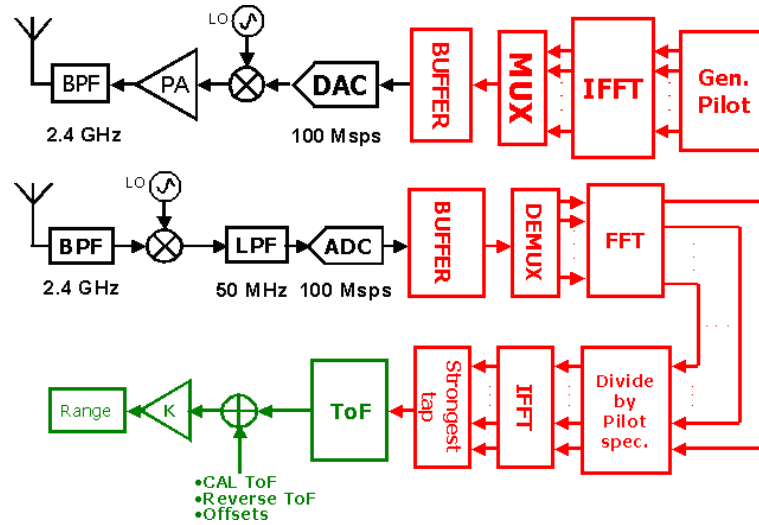 LO
BPF
PA
DAC
BUFFER
MUX
IFFT
Gen.
Pilot
2.4 GHz
100 Msps
LO
BPF
LPF
ADC
BUFFER
DEMUX
FFT
2.4 GHz
50 MHz
100 Msps
Range
K
ToF
Strongest
tap
IFFT
Divide
by
Pilot
spec.
•CAL ToF
•Reverse ToF
•Offsets